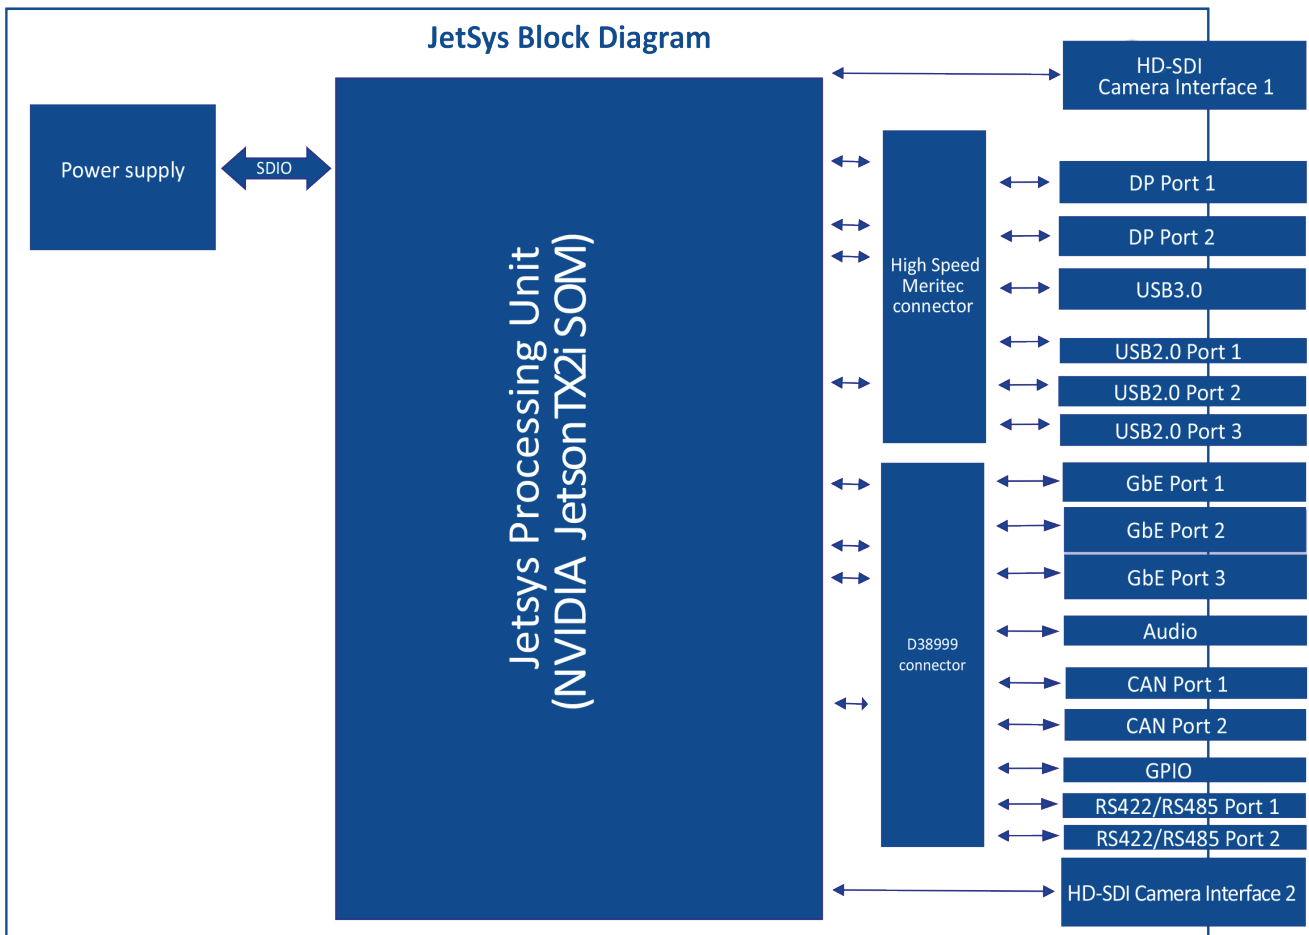 JetSys Block Diagram
HD-SDI
Camera Interface 1
Power supply
SDIO
Jetsys Processing Unit
(NVIDIA Jetson TX2i SOM)
High Speed
Meritec
connector
DP Port 1
DP Port 2
USB3.0
USB2.0 Port 1
USB2.0 Port 2
USB2.0 Port 3
D38999
connector
GbE Port 1
GbE Port 2
GbE Port 3
Audio
CAN Port 1
CAN Port 2
GPIO
RS422/RS485 Port 1
RS422/RS485 Port 2
HD-SDI Camera Interface 2